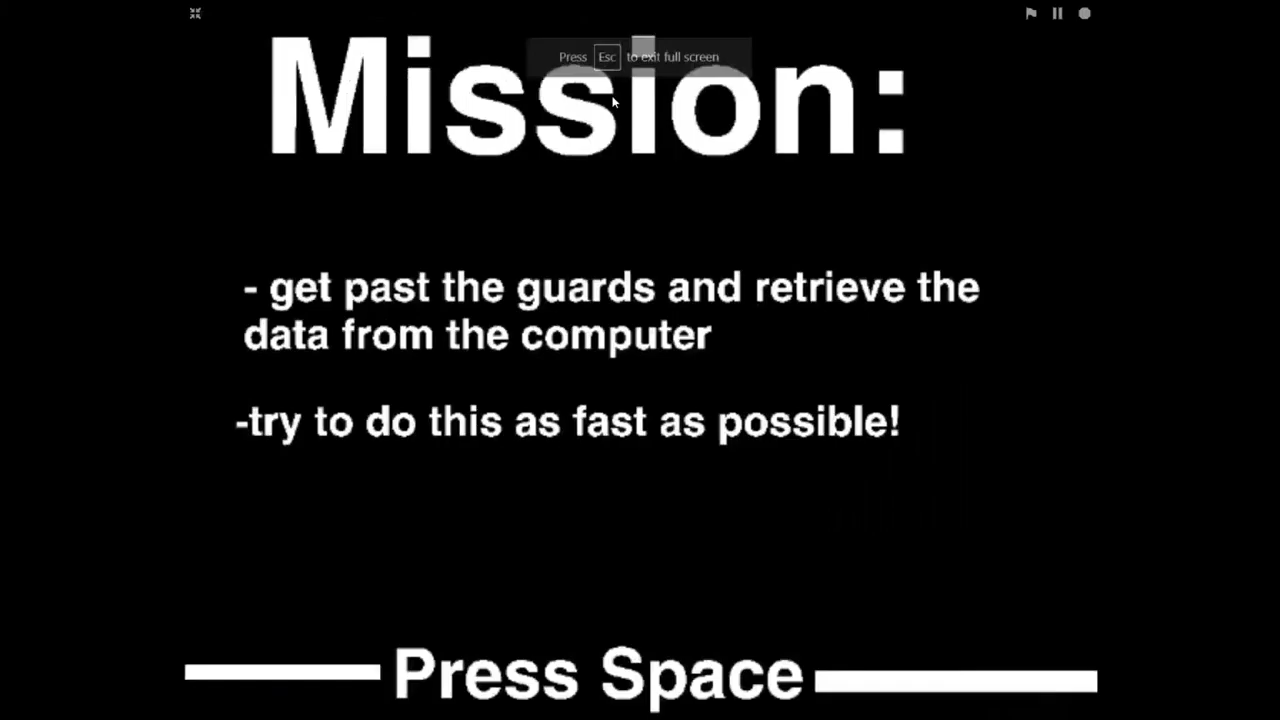 Mission:
Press Esc to exit full screen
- get past the guards and retrieve the
data from the computer
-try to do this as fast as possible!
Press Space